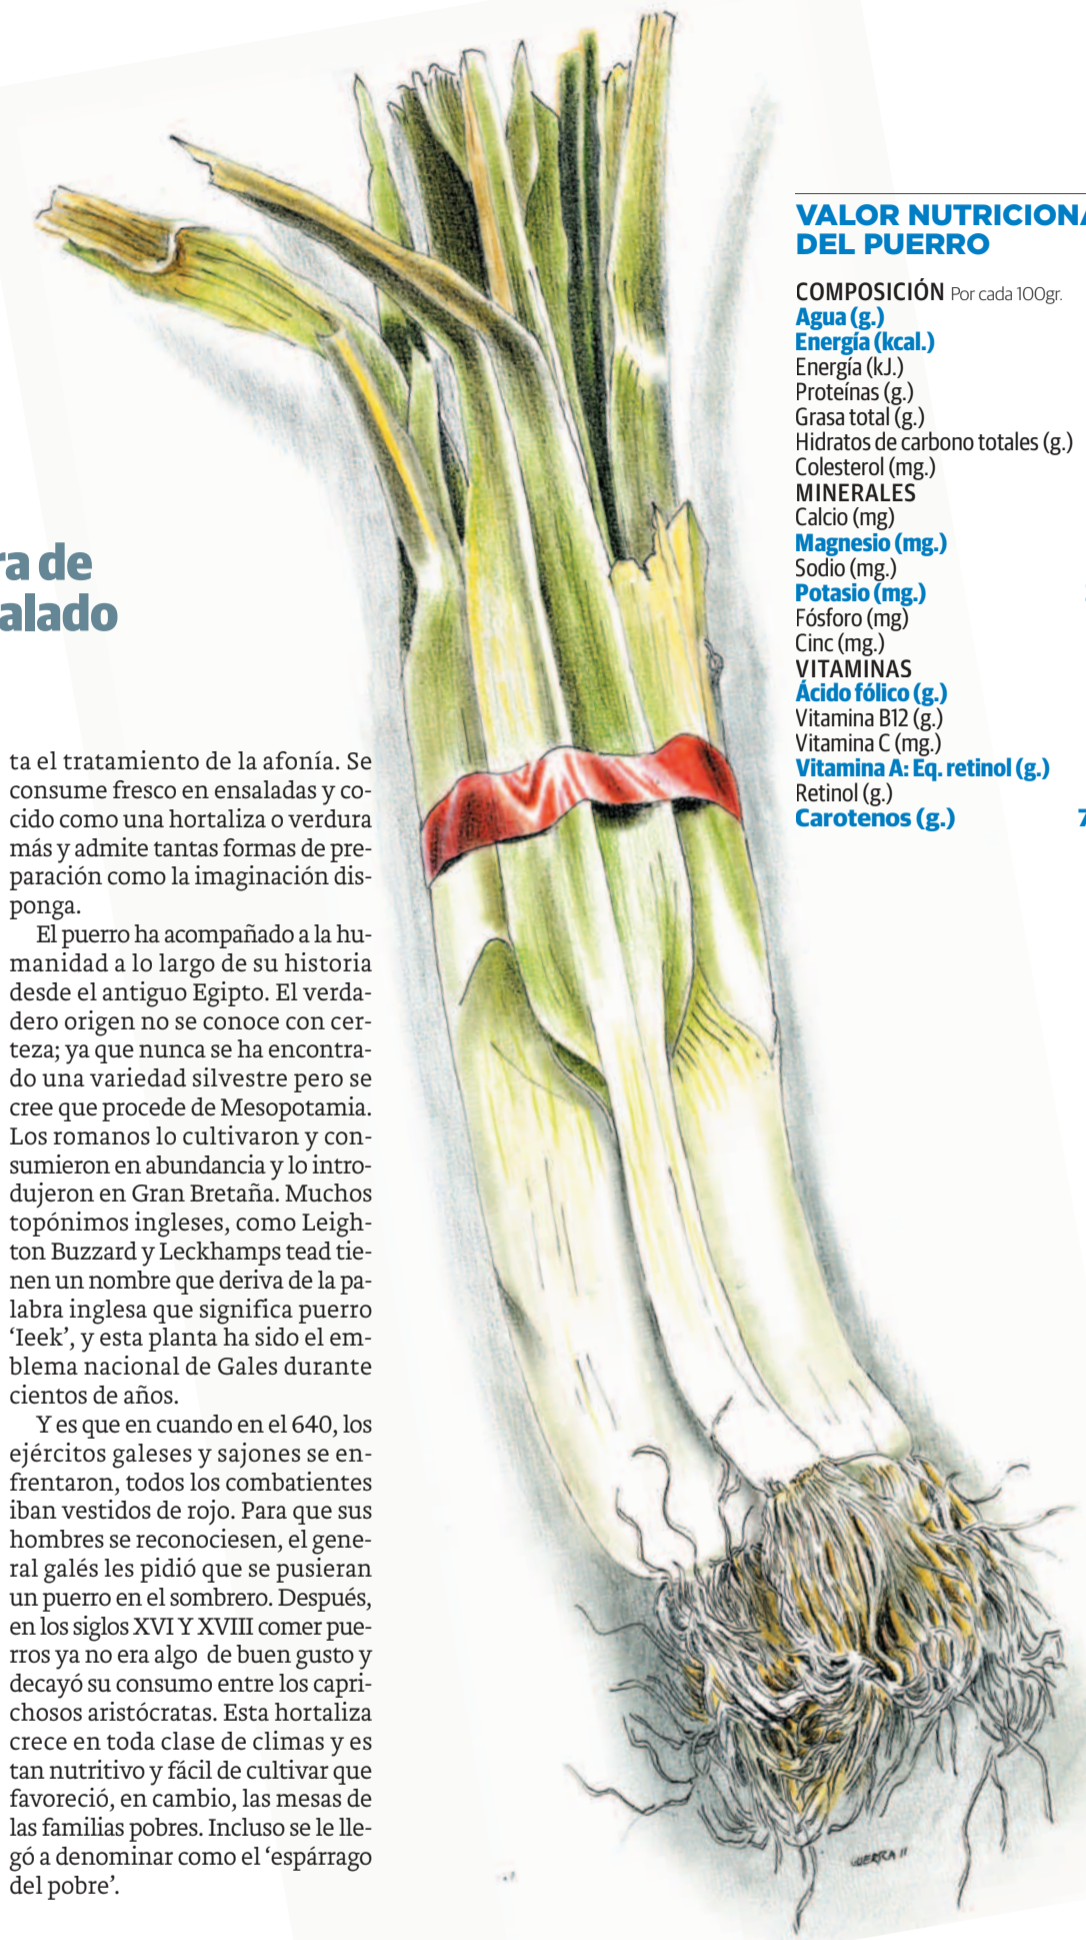 ra de
alado
ta el tratamiento de la afonía. Se
consume fresco en ensaladas y co-
cido como una hortaliza o verdura
más y admite tantas formas de pre-
paración como la imaginación dis-
ponga.
El puerro ha acompañado a la hu-
manidad a lo largo de su historia
desde el antiguo Egipto. El verda-
dero origen no se conoce con cer-
teza; ya que nunca se ha encontra-
do una variedad silvestre pero se
cree que procede de Mesopotamia.
Los romanos lo cultivaron y con-
sumieron en abundancia y lo intro-
dujeron en Gran Bretaña. Muchos
topónimos ingleses, como Leigh-
ton Buzzard y Leckhamps tead tie-
nen un nombre que deriva de la pa-
labra inglesa que significa puerro
‘Ieek’, y esta planta ha sido el em-
blema nacional de Gales durante
cientos de años.
Y es que en cuando en el 640, los
ejércitos galeses y sajones se en-
frentaron, todos los combatientes
iban vestidos de rojo. Para que sus
hombres se reconociesen, el gene-
ral galés les pidió que se pusieran
un puerro en el sombrero. Después,
en los siglos XVI Y XVIII comer pue-
rros ya no era algo de buen gusto y
decayó su consumo entre los capri-
chosos aristócratas. Esta hortaliza
crece en toda clase de climas y es
tan nutritivo y fácil de cultivar que
favoreció, en cambio, las mesas de
las familias pobres. Incluso se le lle-
gó a denominar como el ‘espárrago
del pobre’.
VALOR NUTRICIONA
DEL PUERRO
COMPOSICIÓN Por cada 100gr.
Agua (g.)
Energía (kcal.)
Energía (kJ.)
Proteínas (g.)
Grasa total (g.)
Hidratos de carbono totales (g.)
Colesterol (mg.)
MINERALES
Calcio (mg)
Magnesio (mg.)
Sodio (mg.)
Potasio (mg.)
Fósforo (mg)
Cinc (mg.)
VITAMINAS
Ácido fólico (g.)
Vitamina B12 (g.)
Vitamina C (mg.)
Vitamina A: Eq. retinol (g.)
Retinol (g.)
Carotenos (g.) 7
GUERRA 11